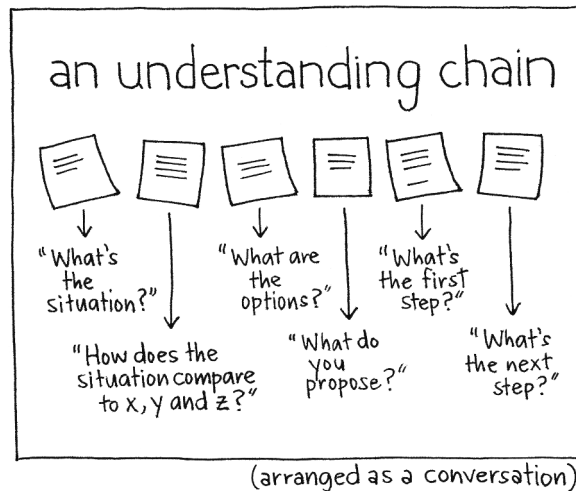 an understanding chain
"What's
the
situation?"
"How does the
situation compare
to x, y and z?"
"What are
the
options?"
"What do
you
propose?"
"What's
the first
step?"
"What's
the next
step?"
(arranged as a conversation)